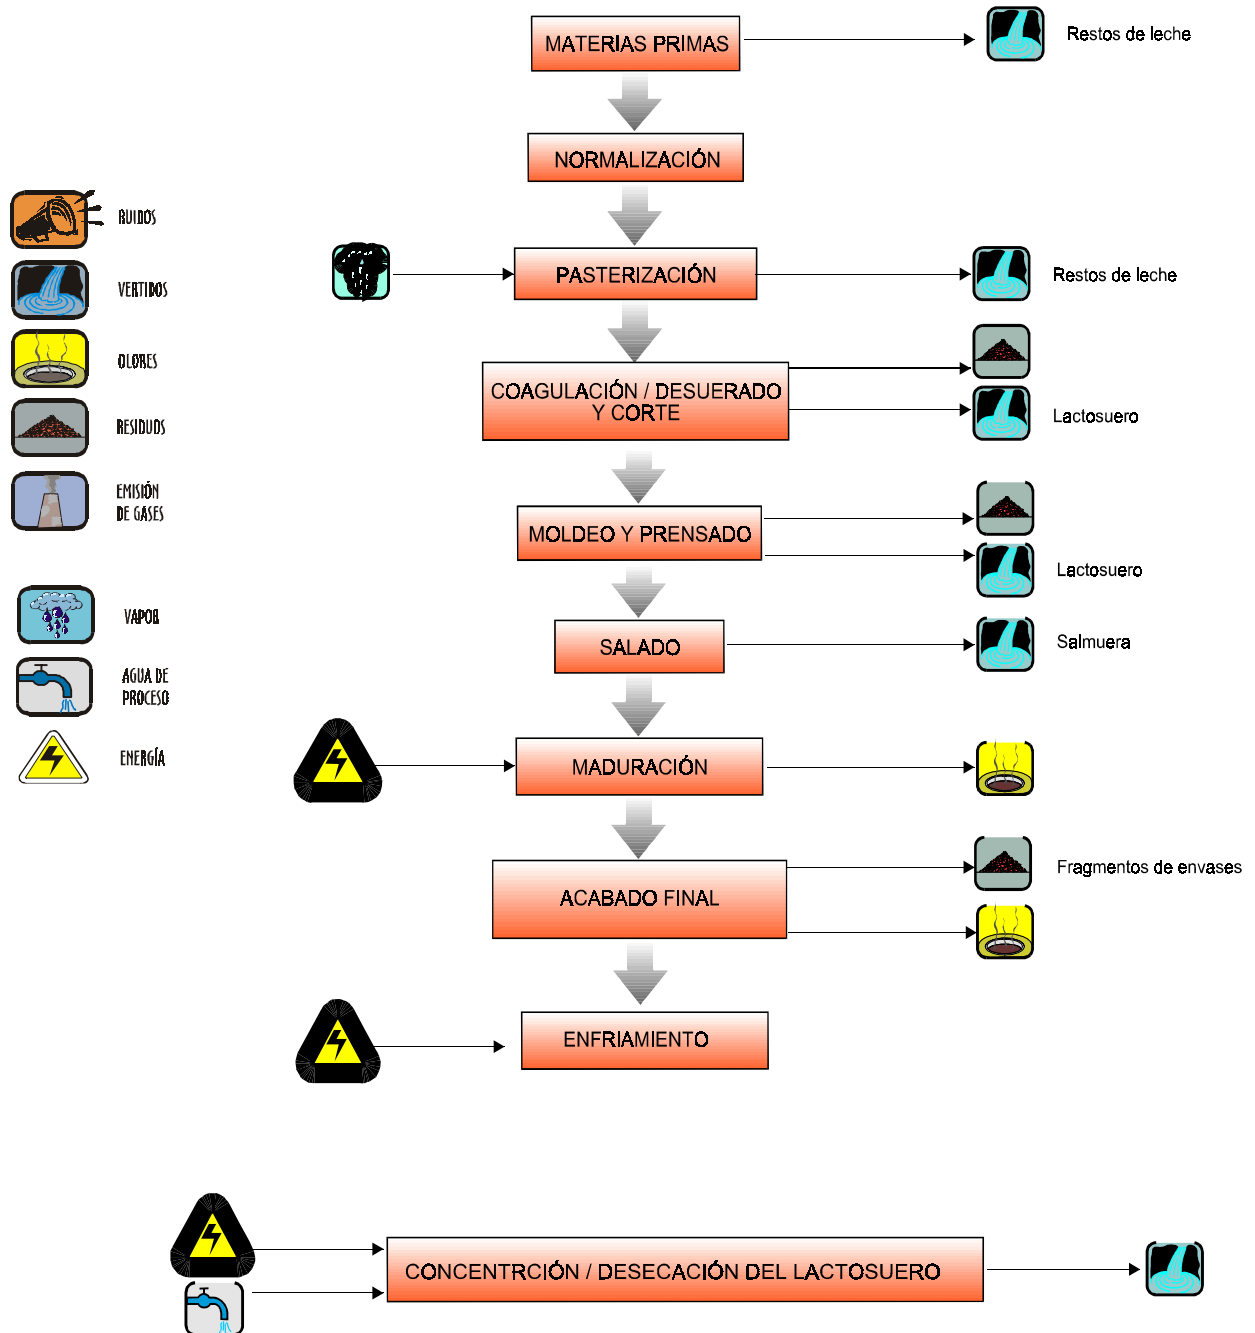 MATERIAS PRIMAS
Restos de leche
NORMALIZACIÓN
RUIDOS
VERTIDOS
OLORES
RESIDUOS
EMISIÓN
DE GASES
VAPOR
AGUA DE
PROCESO
ENERGÍA
PASTERIZACIÓN
Restos de leche
COAGULACIÓN / DESUERADO
Y CORTE
Lactosuero
MOLDEO Y PRENSADO
Lactosuero
SALADO
Salmuera
MADURACIÓN
ACABADO FINAL
Fragmentos de envases
ENFRIAMIENTO
CONCENTRCIÓN / DESECACIÓN DEL LACTOSUERO